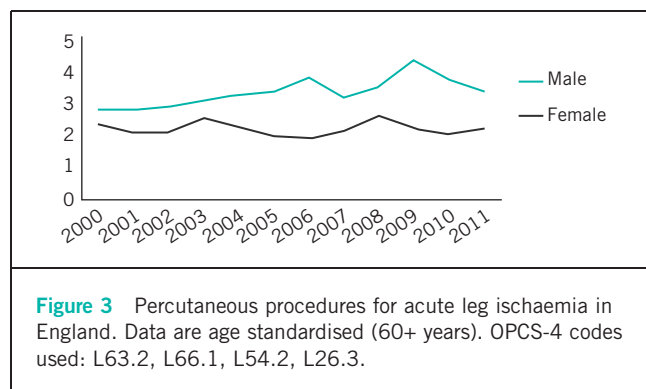 5
4
3
2
1
0
Male
Female
2000 2001 2002 2003 2004 2005 2006 2007 2008 2009 2010 2011
Figure 3 Percutaneous procedures for acute leg ischaemia in
England. Data are age standardised (60+ years). OPCS-4 codes
used: L63.2, L66.1, L54.2, L26.3.